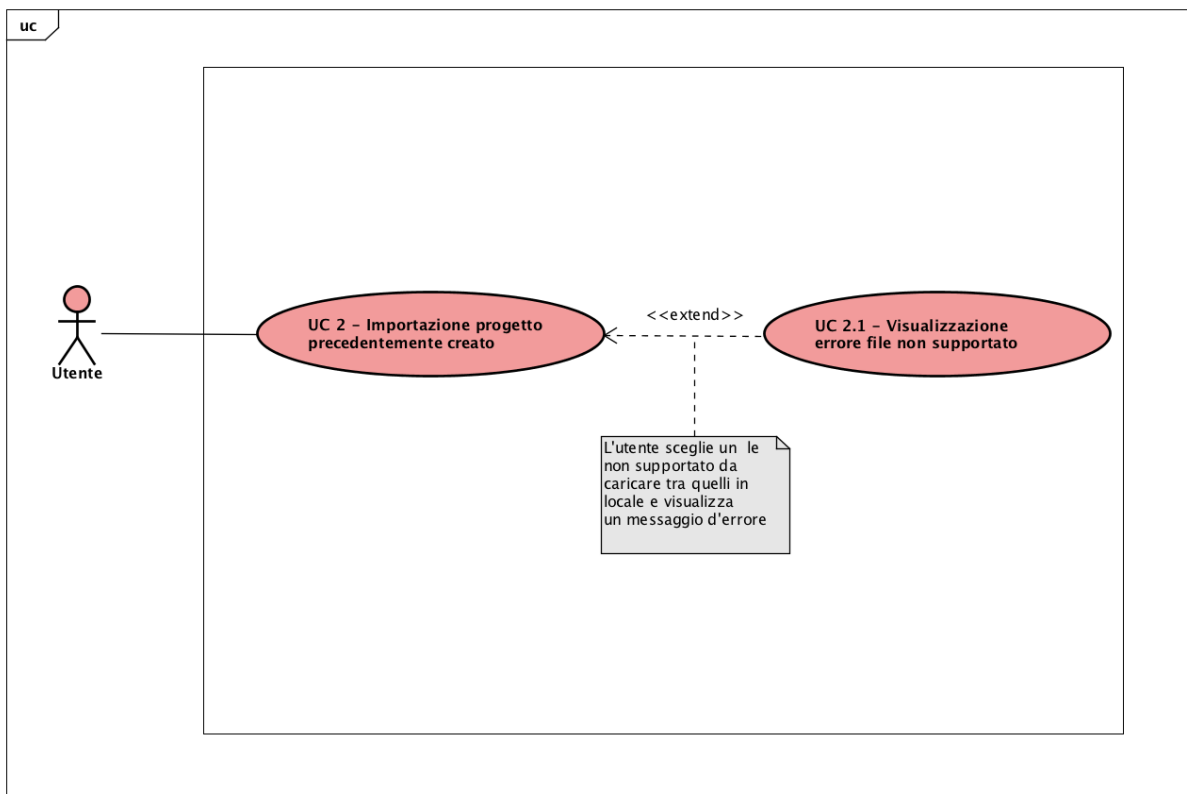 uc
UC 2 – Importazione progetto
precedentemente creato
<<extend>>
UC 2.1 – Visualizzazione
errore file non supportato
Utente
L'utente sceglie un le
non supportato da
caricare tra quelli in
locale e visualizza
un messaggio d'errore